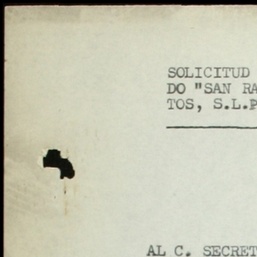 SOLICITUD
DO "SAN RA
TOS, S.L.P
AL C. SECRET